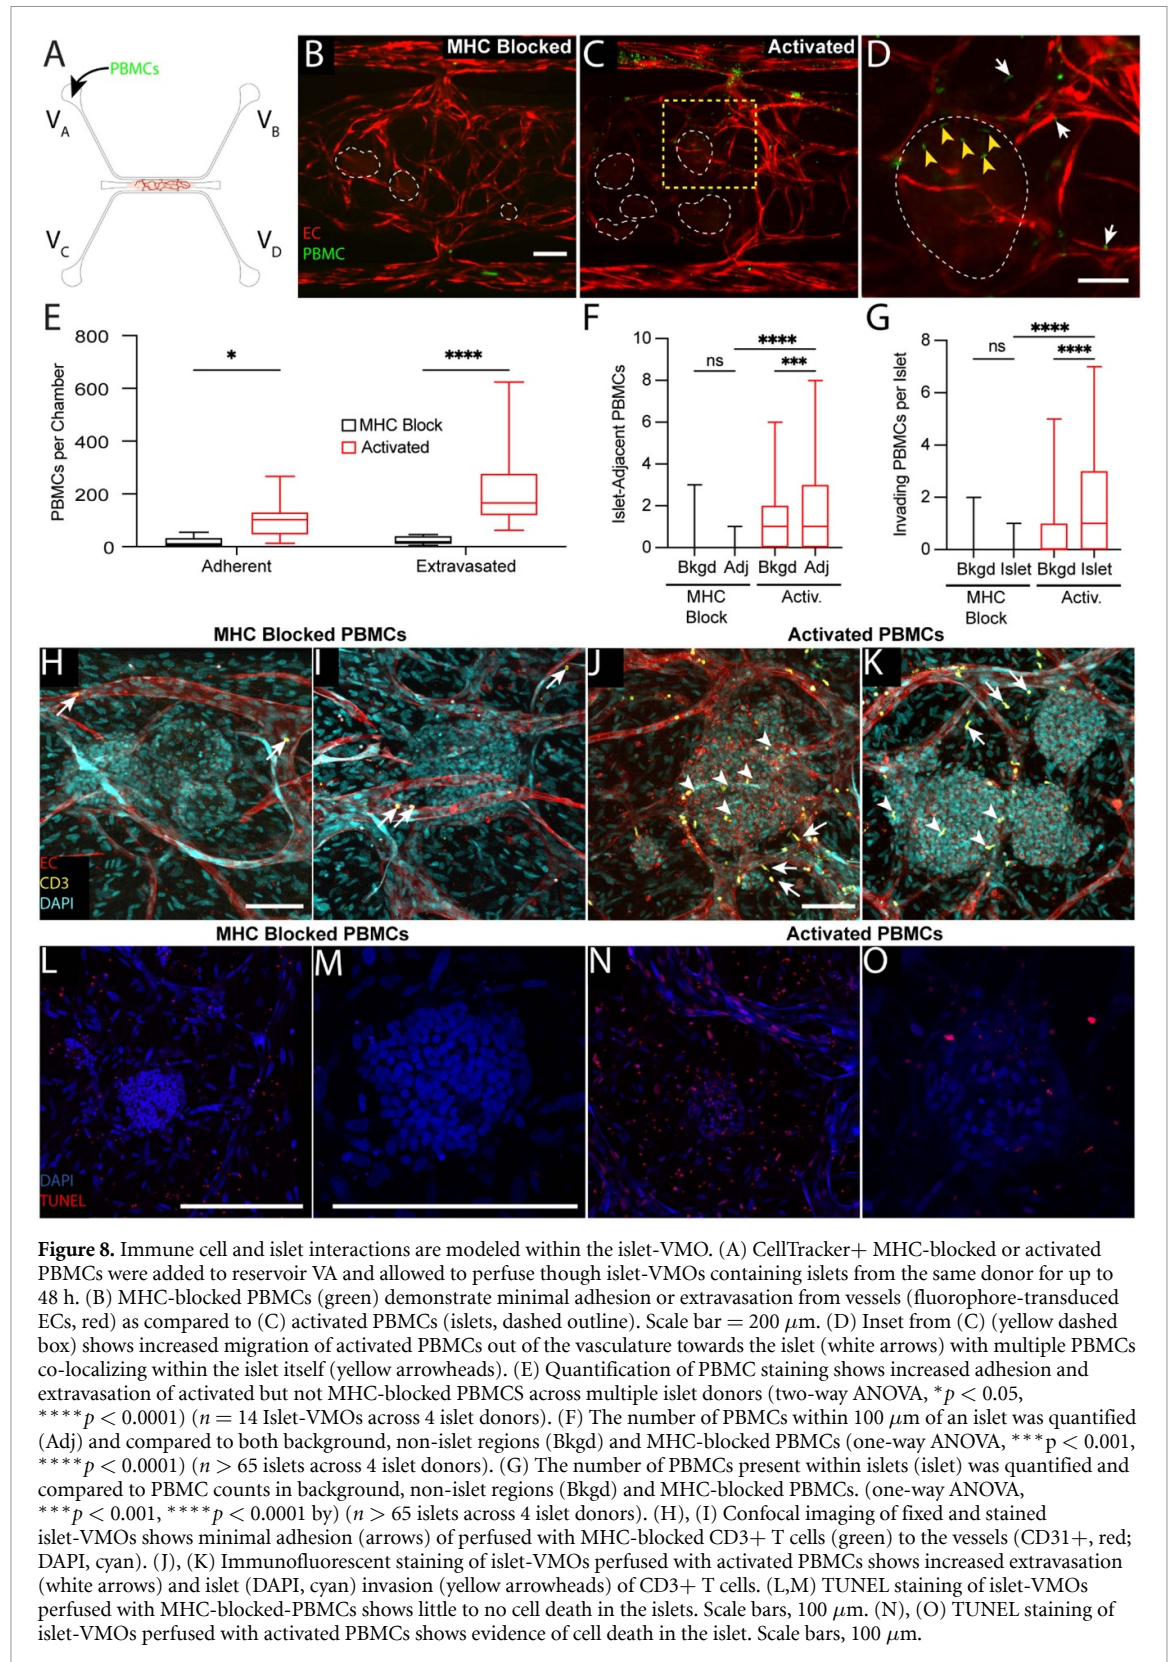 A
PBMCs
V_A
V_B
V_C
V_D
B
MHC Blocked
EC
PBMC
C
Activated
D
E
PBMCs per Chamber
800
600
400
200
0
*
****
MHC Block
Activated
Adherent
Extravasated
F
Islet-Adjacent PBMCs
10
8
6
4
2
0
ns
****
***
Bkgd Adj Bkgd Adj
MHC Block
Activ.
G
Invading PBMCs per Islet
8
6
4
2
0
ns
****
****
Bkgd Islet Bkgd Islet
MHC Block
Activ.
MHC Blocked PBMCs
Activated PBMCs
H
EC
CD3
DAPI
I
J
K
MHC Blocked PBMCs
Activated PBMCs
L
DAPI
TUNEL
M
N
O
Figure 8. Immune cell and islet interactions are modeled within the islet-VMO. (A) CellTracker+ MHC-blocked or activated
PBMCs were added to reservoir VA and allowed to perfuse though islet-VMOs containing islets from the same donor for up to
48 h. (B) MHC-blocked PBMCs (green) demonstrate minimal adhesion or extravasation from vessels (fluorophore-transduced
ECs, red) as compared to (C) activated PBMCs (islets, dashed outline). Scale bar = 200 μm. (D) Inset from (C) (yellow dashed
box) shows increased migration of activated PBMCs out of the vasculature towards the islet (white arrows) with multiple PBMCs
co-localizing within the islet itself (yellow arrowheads). (E) Quantification of PBMC staining shows increased adhesion and
extravasation of activated but not MHC-blocked PBMCS across multiple islet donors (two-way ANOVA, *p < 0.05,
****p < 0.0001) (n = 14 Islet-VMOs across 4 islet donors). (F) The number of PBMCs within 100 μm of an islet was quantified
(Adj) and compared to both background, non-islet regions (Bkgd) and MHC-blocked PBMCs (one-way ANOVA, ***p < 0.001,
****p < 0.0001) (n > 65 islets across 4 islet donors). (G) The number of PBMCs present within islets (islet) was quantified and
compared to PBMC counts in background, non-islet regions (Bkgd) and MHC-blocked PBMCs. (one-way ANOVA,
***p < 0.001, ****p < 0.0001 by) (n > 65 islets across 4 islet donors). (H), (I) Confocal imaging of fixed and stained
islet-VMOs shows minimal adhesion (arrows) of perfused with MHC-blocked CD3+ T cells (green) to the vessels (CD31+, red;
DAPI, cyan). (J), (K) Immunofluorescent staining of islet-VMOs perfused with activated PBMCs shows increased extravasation
(white arrows) and islet (DAPI, cyan) invasion (yellow arrowheads) of CD3+ T cells. (L,M) TUNEL staining of islet-VMOs
perfused with MHC-blocked-PBMCs shows little to no cell death in the islets. Scale bars, 100 μm. (N), (O) TUNEL staining of
islet-VMOs perfused with activated PBMCs shows evidence of cell death in the islet. Scale bars, 100 μm.